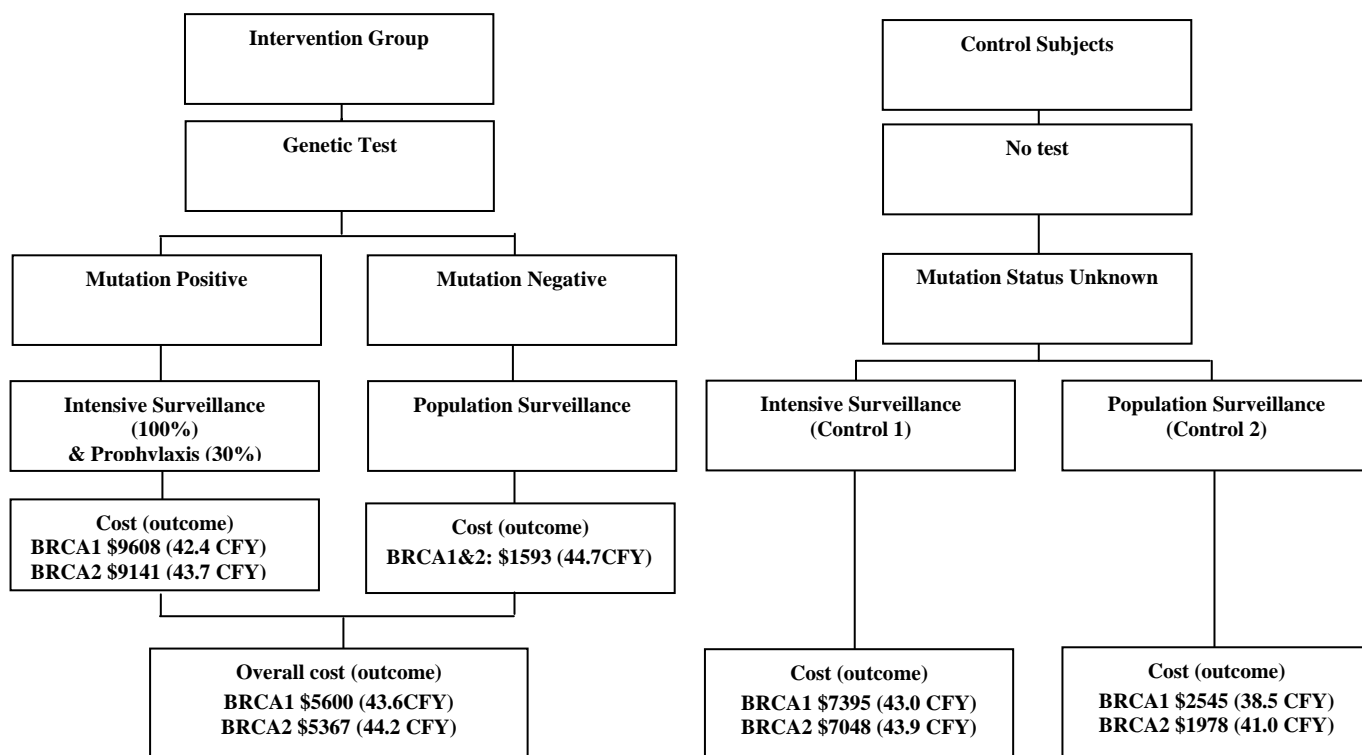 Intervention Group
Genetic Test
Mutation Positive
Mutation Negative
Intensive Surveillance
(100%)
& Prophylaxis (30%)
Population Surveillance
Cost (outcome)
BRCA1 $9608 (42.4 CFY)
BRCA2 $9141 (43.7 CFY)
Cost (outcome)
BRCA1&2: $1593 (44.7CFY)
Overall cost (outcome)
BRCA1 $5600 (43.6CFY)
BRCA2 $5367 (44.2 CFY)
Control Subjects
No test
Mutation Status Unknown
Intensive Surveillance
(Control 1)
Population Surveillance
(Control 2)
Cost (outcome)
BRCA1 $7395 (43.0 CFY)
BRCA2 $7048 (43.9 CFY)
Cost (outcome)
BRCA1 $2545 (38.5 CFY)
BRCA2 $1978 (41.0 CFY)